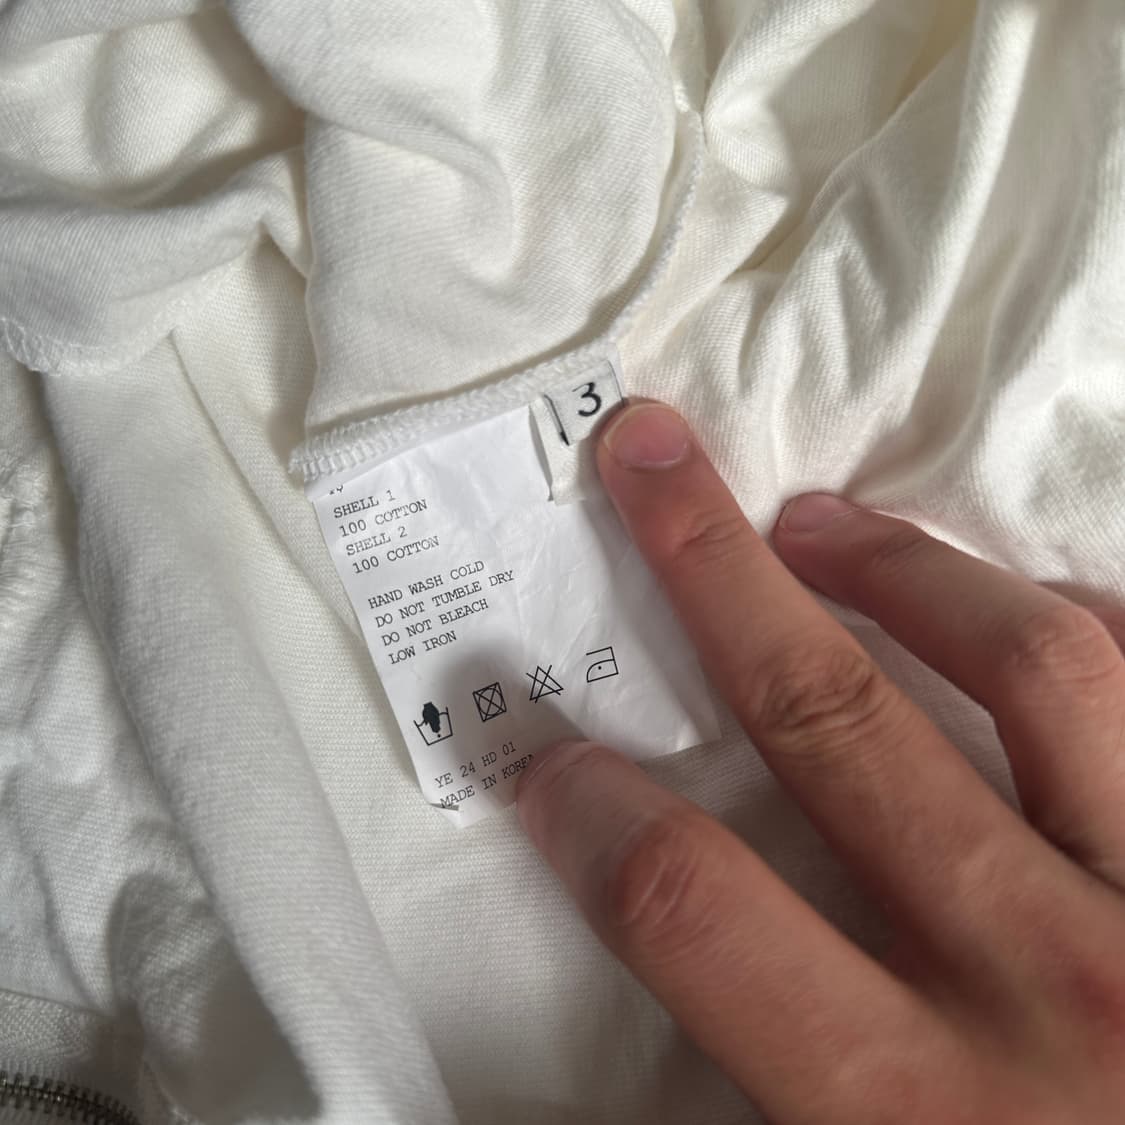 3
SHELL 1
100 COTTON
SHELL 2
100 COTTON
HAND WASH COLD
DO NOT TUMBLE DRY
DO NOT BLEACH
LOW IRON
YE 24 HD 01
MADE IN KOREA